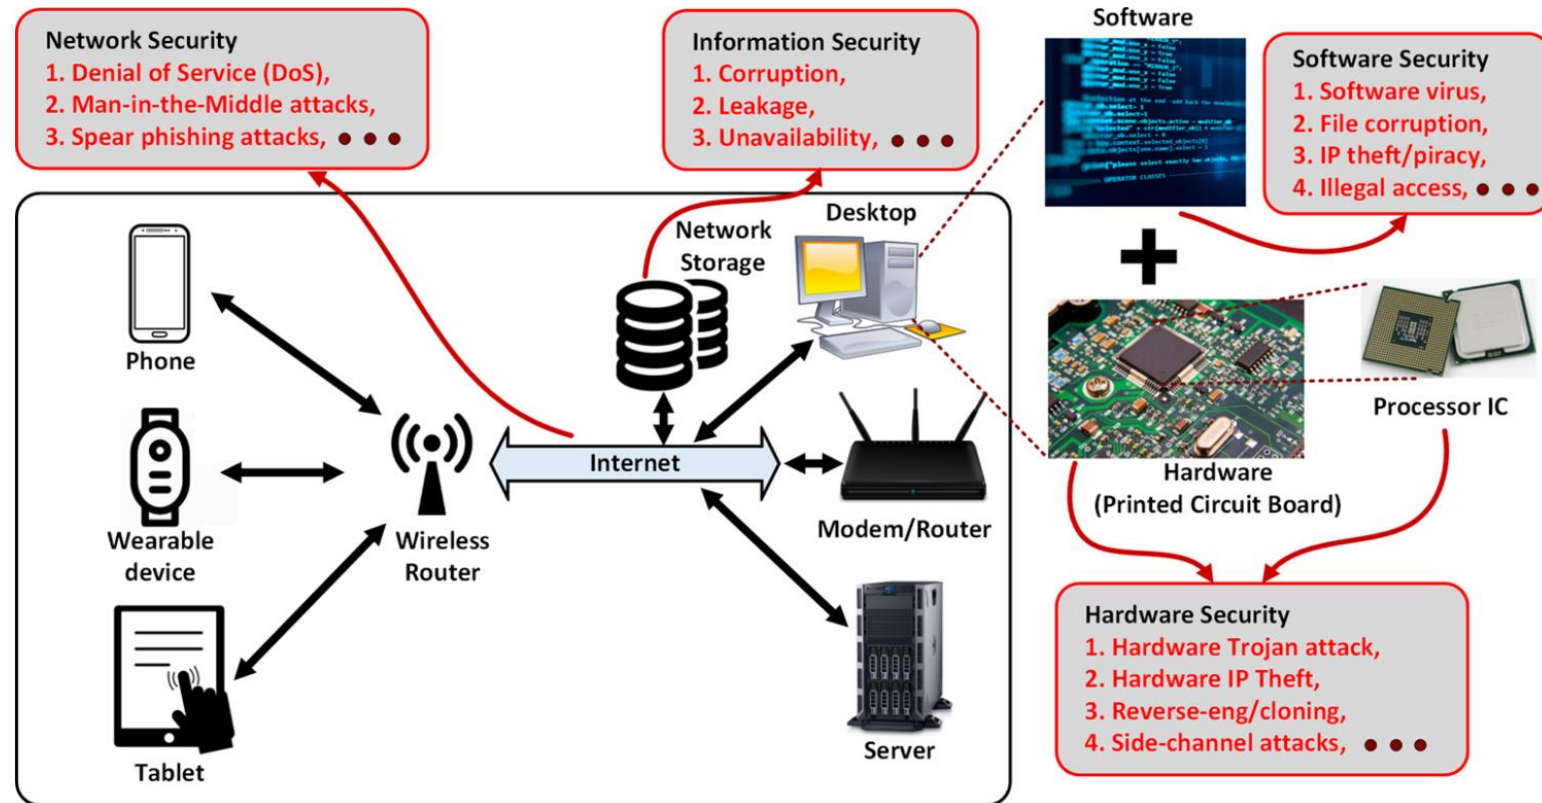 Network Security
1. Denial of Service (DoS),
2. Man-in-the-Middle attacks,
3. Spear phishing attacks, ● ● ●
Information Security
1. Corruption,
2. Leakage,
3. Unavailability, ● ● ●
Software
Software Security
1. Software virus,
2. File corruption,
3. IP theft/piracy,
4. Illegal access, ● ● ●
Phone
Wearable
device
Tablet
Wireless
Router
Internet
Network
Storage
Desktop
Modem/Router
Server
Processor IC
Hardware
(Printed Circuit Board)
Hardware Security
1. Hardware Trojan attack,
2. Hardware IP Theft,
3. Reverse-eng/cloning,
4. Side-channel attacks, ● ● ●